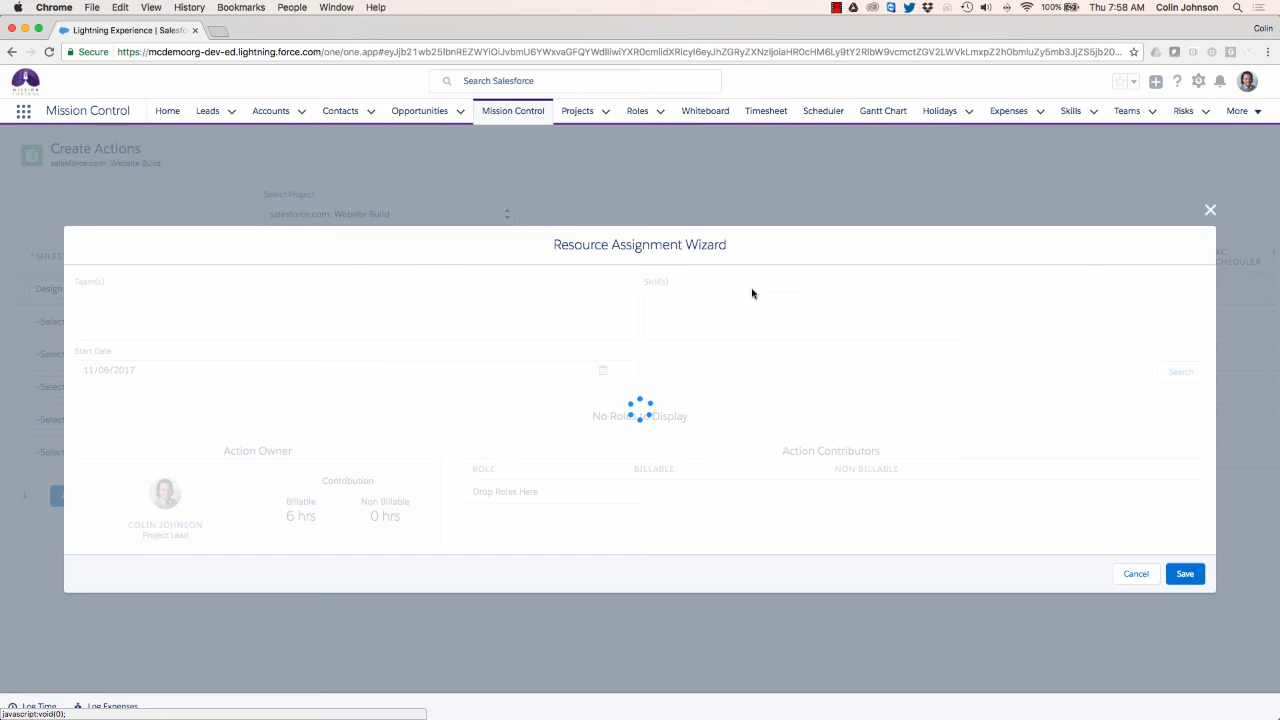 Chrome File Edit View History Bookmarks People Window Help 100% Thu 7:58 AM Colin Johnson
Lightning Experience | Salesf Colin
Secure https://mcdemoorg-dev-ed.lightning.force.com/one/one.app#
MISSION CONTROL Search Salesforce
Mission Control Home Leads Accounts Contacts Opportunities Mission Control Projects Roles Whiteboard Timesheet Scheduler Gantt Chart Holidays Expenses Skills Teams Risks More
Create Actions
salesforce.com: Website Build
Select Project
salesforce.com: Website Build
Resource Assignment Wizard
* MILES
Design
--Select
--Select
--Select
--Select
--Select
1
Team(s) Skill(s)
Start Date
11/06/2017 Search
No Roles to Display
Action Owner Action Contributors
ROLE BILLABLE NON BILLABLE
Contribution
Drop Roles Here
Billable Non Billable
6 hrs 0 hrs
COLIN JOHNSON
Project Lead
Cancel Save
Log Time Log Expenses
javascript:void(0);